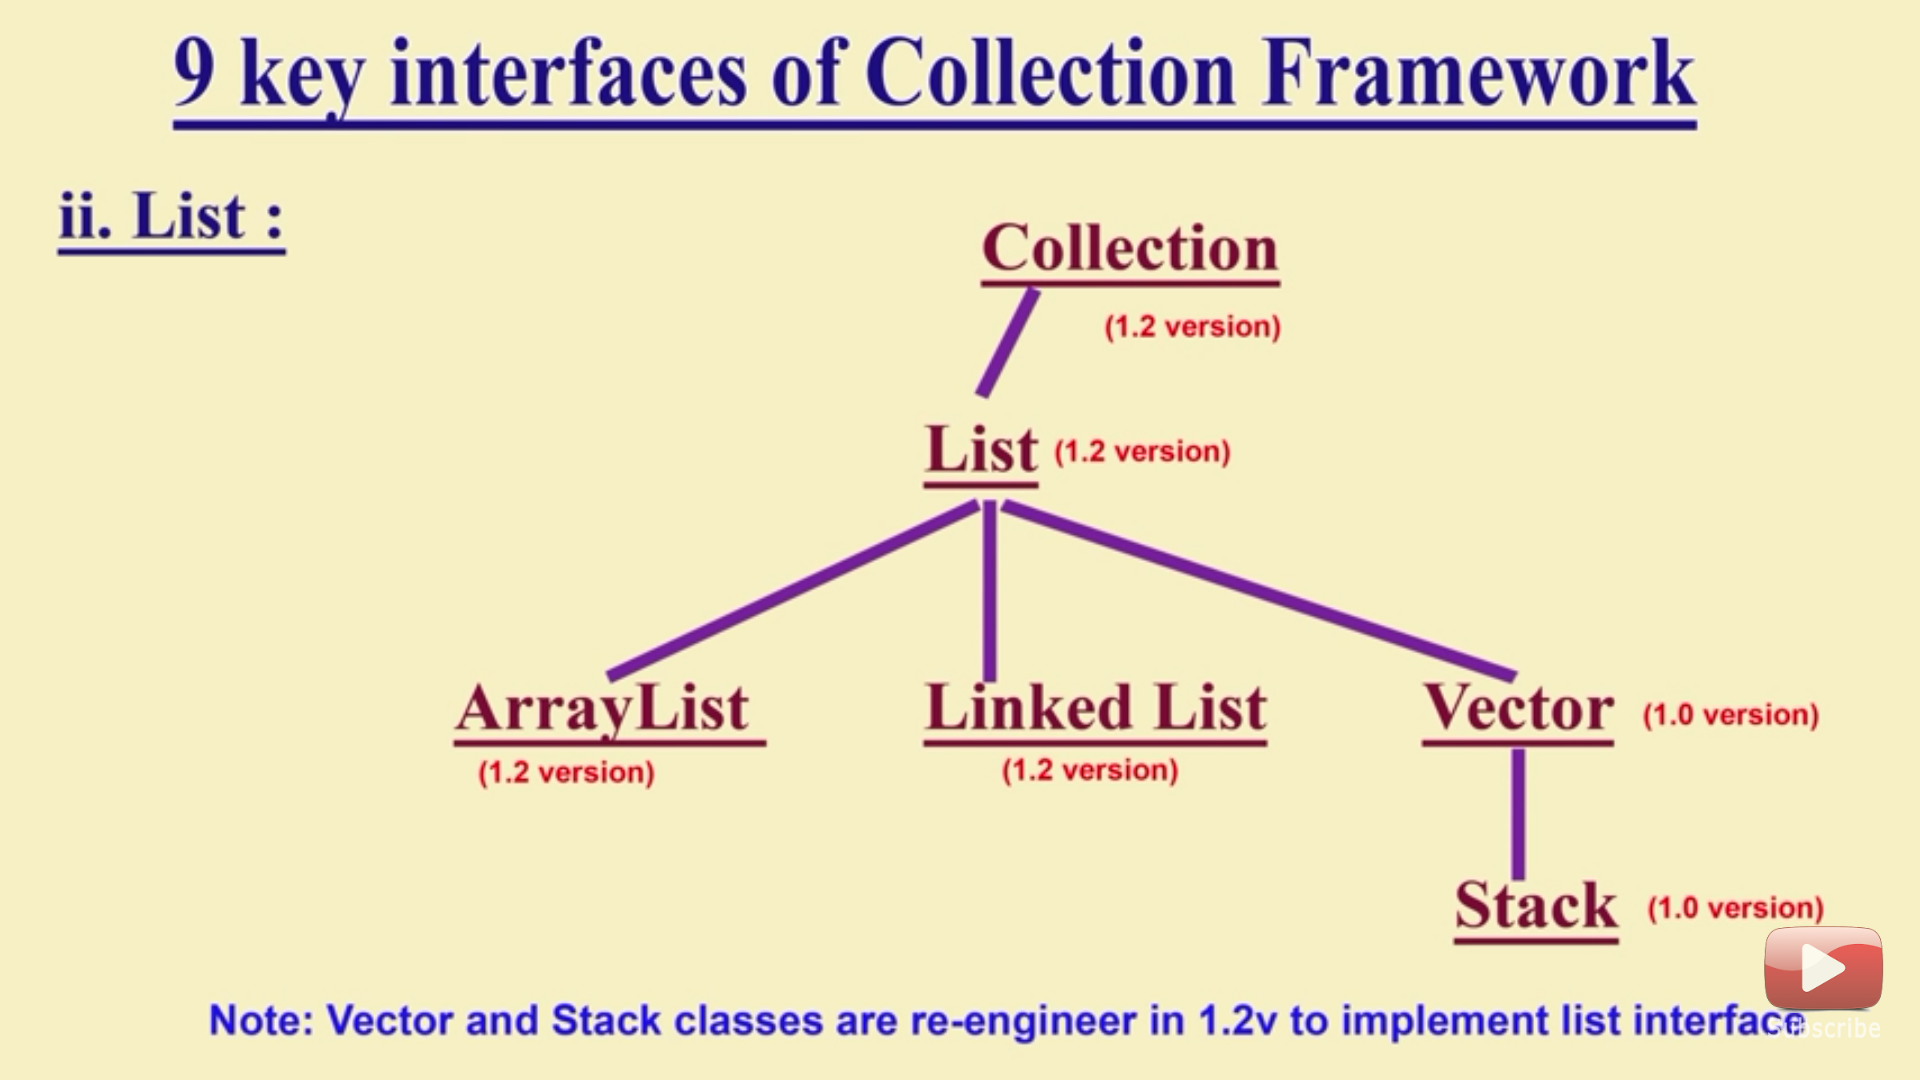 9 key interfaces of Collection Framework
ii. List :
Collection
(1.2 version)
List (1.2 version)
ArrayList
(1.2 version)
Linked List
(1.2 version)
Vector (1.0 version)
Stack (1.0 version)
Note: Vector and Stack classes are re-engineer in 1.2v to implement list interface
Subscribe